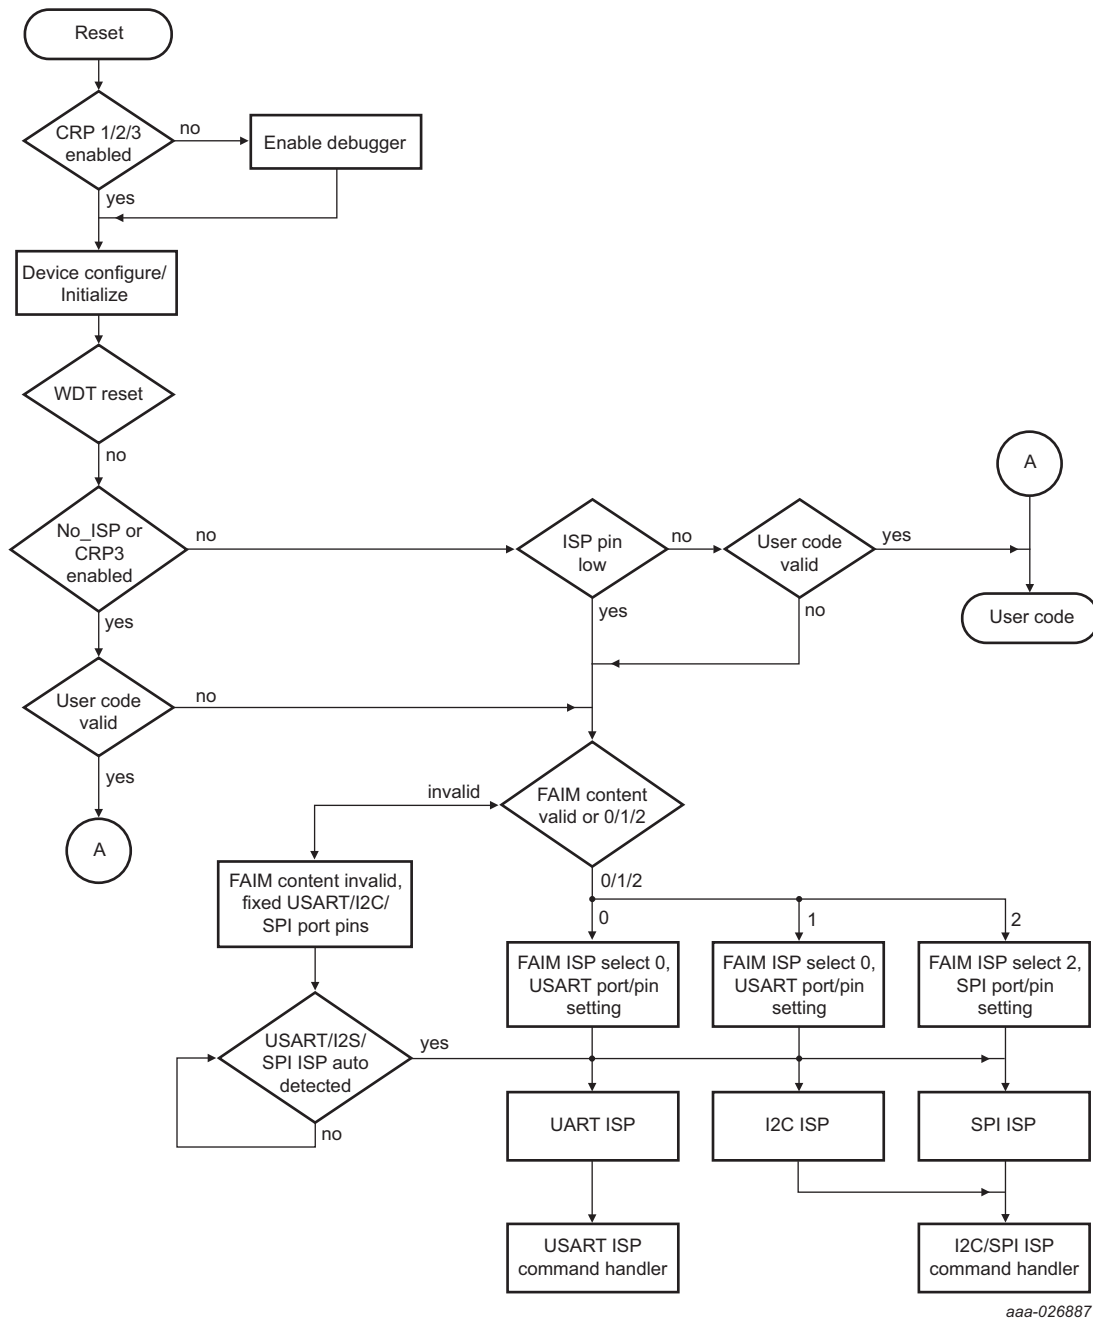 Reset
CRP 1/2/3
enabled
no
Enable debugger
yes
Device configure/
Initialize
WDT reset
no
A
No_ISP or
CRP3
enabled
no
ISP pin
low
no
User code
valid
yes
User code
yes
yes
no
User code
valid
no
yes
A
invalid
FAIM content
valid or 0/1/2
0/1/2
FAIM content invalid,
fixed USART/I2C/
SPI port pins
0
1
2
FAIM ISP select 0,
USART port/pin
setting
FAIM ISP select 0,
USART port/pin
setting
FAIM ISP select 2,
SPI port/pin
setting
USART/I2S/
SPI ISP auto
detected
yes
no
UART ISP
I2C ISP
SPI ISP
USART ISP
command handler
I2C/SPI ISP
command handler
aaa-026887